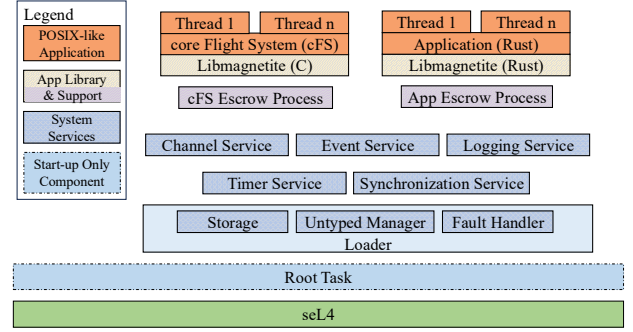 Legend
POSIX-like
Application
App Library
& Support
System
Services
Start-up Only
Component
Thread 1
Thread n
core Flight System (cFS)
Libmagnetite (C)
cFS Escrow Process
Thread 1
Thread n
Application (Rust)
Libmagnetite (Rust)
App Escrow Process
Channel Service
Event Service
Logging Service
Timer Service
Synchronization Service
Storage
Untyped Manager
Fault Handler
Loader
Root Task
seL4